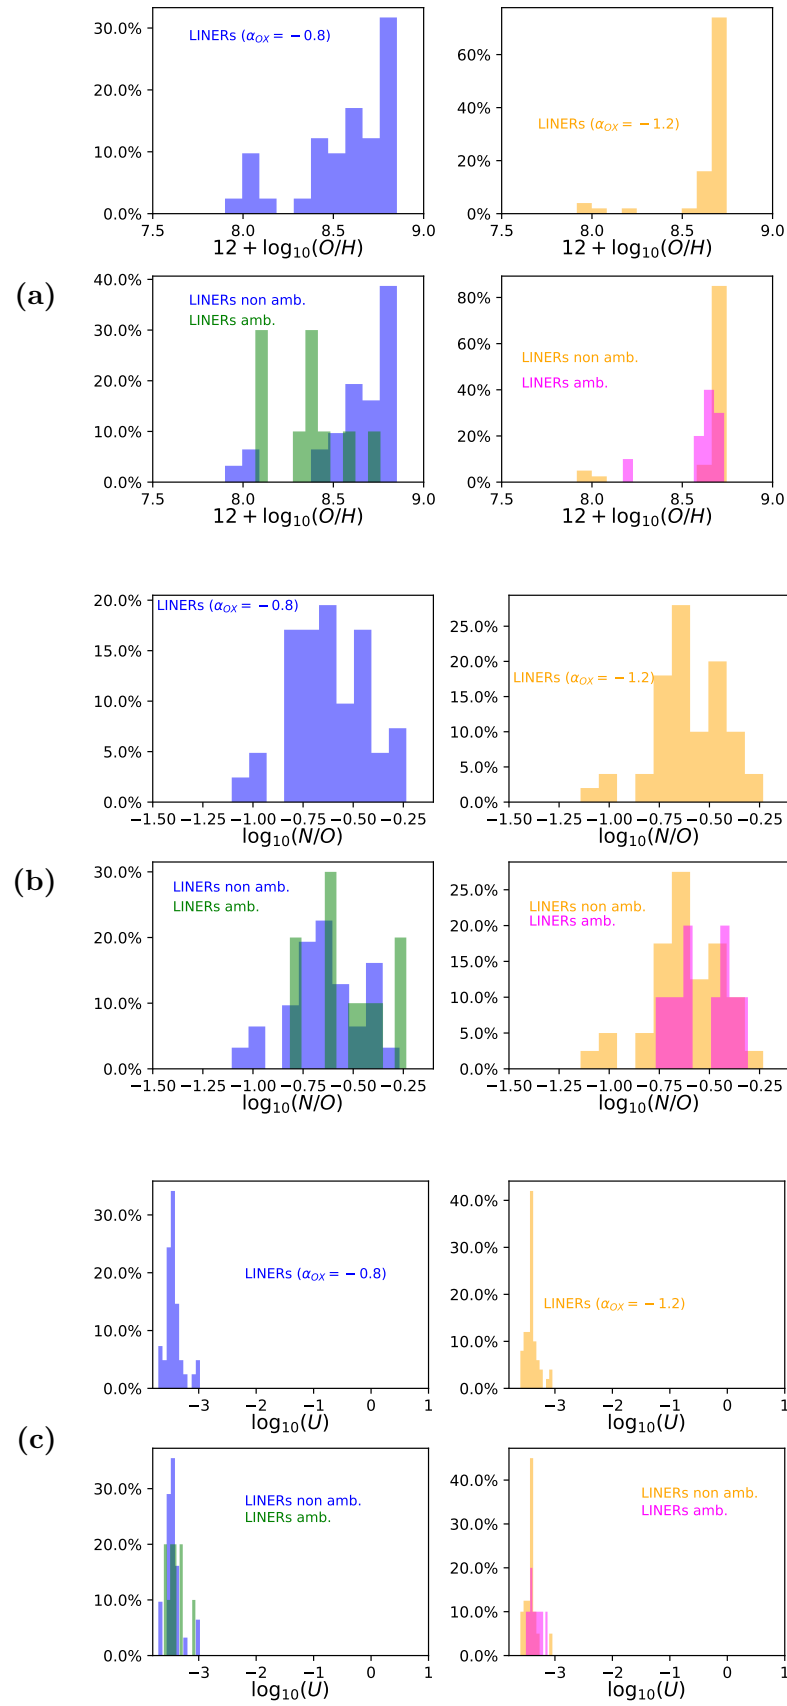 30.0%
20.0%
10.0%
0.0%
LINERs (α_OX = −0.8)
7.5 8.0 8.5 9.0
12 + log₁₀(O/H)
60%
40%
20%
0%
LINERs (α_OX = −1.2)
7.5 8.0 8.5 9.0
12 + log₁₀(O/H)
(a)
40.0%
30.0%
20.0%
10.0%
0.0%
LINERs non amb.
LINERs amb.
7.5 8.0 8.5 9.0
12 + log₁₀(O/H)
80%
60%
40%
20%
0%
LINERs non amb.
LINERs amb.
7.5 8.0 8.5 9.0
12 + log₁₀(O/H)
20.0%
15.0%
10.0%
5.0%
0.0%
LINERs (α_OX = −0.8)
−1.50 −1.25 −1.00 −0.75 −0.50 −0.25
log₁₀(N/O)
25.0%
20.0%
15.0%
10.0%
5.0%
0.0%
LINERs (α_OX = −1.2)
−1.50 −1.25 −1.00 −0.75 −0.50 −0.25
log₁₀(N/O)
(b)
30.0%
20.0%
10.0%
0.0%
LINERs non amb.
LINERs amb.
−1.50 −1.25 −1.00 −0.75 −0.50 −0.25
log₁₀(N/O)
25.0%
20.0%
15.0%
10.0%
5.0%
0.0%
LINERs non amb.
LINERs amb.
−1.50 −1.25 −1.00 −0.75 −0.50 −0.25
log₁₀(N/O)
30.0%
20.0%
10.0%
0.0%
LINERs (α_OX = −0.8)
−3 −2 −1 0 1
log₁₀(U)
40.0%
30.0%
20.0%
10.0%
0.0%
LINERs (α_OX = −1.2)
−3 −2 −1 0 1
log₁₀(U)
(c)
30.0%
20.0%
10.0%
0.0%
LINERs non amb.
LINERs amb.
−3 −2 −1 0 1
log₁₀(U)
40.0%
30.0%
20.0%
10.0%
0.0%
LINERs non amb.
LINERs amb.
−3 −2 −1 0 1
log₁₀(U)